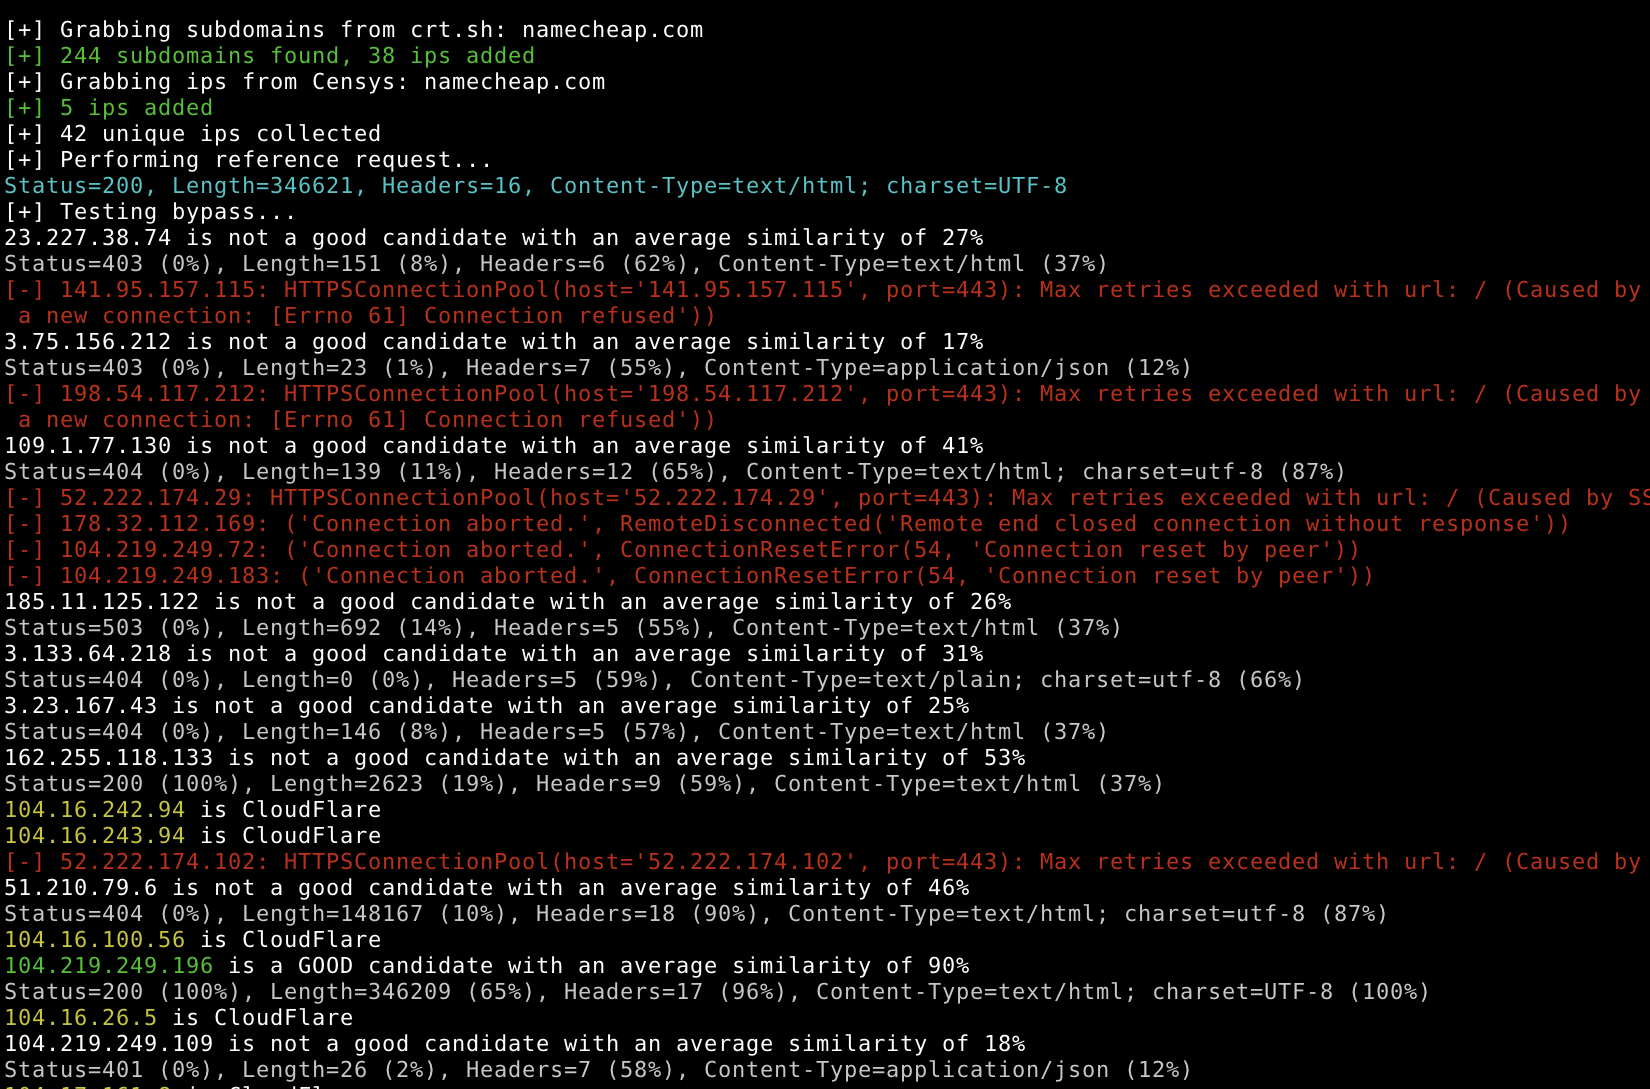 [+] Grabbing subdomains from crt.sh: namecheap.com
[+] 244 subdomains found, 38 ips added
[+] Grabbing ips from Censys: namecheap.com
[+] 5 ips added
[+] 42 unique ips collected
[+] Performing reference request...
Status=200, Length=346621, Headers=16, Content-Type=text/html; charset=UTF-8
[+] Testing bypass...
23.227.38.74 is not a good candidate with an average similarity of 27%
Status=403 (0%), Length=151 (8%), Headers=6 (62%), Content-Type=text/html (37%)
[-] 141.95.157.115: HTTPSConnectionPool(host='141.95.157.115', port=443): Max retries exceeded with url: / (Caused by
a new connection: [Errno 61] Connection refused'))
3.75.156.212 is not a good candidate with an average similarity of 17%
Status=403 (0%), Length=23 (1%), Headers=7 (55%), Content-Type=application/json (12%)
[-] 198.54.117.212: HTTPSConnectionPool(host='198.54.117.212', port=443): Max retries exceeded with url: / (Caused by
a new connection: [Errno 61] Connection refused'))
109.1.77.130 is not a good candidate with an average similarity of 41%
Status=404 (0%), Length=139 (11%), Headers=12 (65%), Content-Type=text/html; charset=utf-8 (87%)
[-] 52.222.174.29: HTTPSConnectionPool(host='52.222.174.29', port=443): Max retries exceeded with url: / (Caused by SS
[-] 178.32.112.169: ('Connection aborted.', RemoteDisconnected('Remote end closed connection without response'))
[-] 104.219.249.72: ('Connection aborted.', ConnectionResetError(54, 'Connection reset by peer'))
[-] 104.219.249.183: ('Connection aborted.', ConnectionResetError(54, 'Connection reset by peer'))
185.11.125.122 is not a good candidate with an average similarity of 26%
Status=503 (0%), Length=692 (14%), Headers=5 (55%), Content-Type=text/html (37%)
3.133.64.218 is not a good candidate with an average similarity of 31%
Status=404 (0%), Length=0 (0%), Headers=5 (59%), Content-Type=text/plain; charset=utf-8 (66%)
3.23.167.43 is not a good candidate with an average similarity of 25%
Status=404 (0%), Length=146 (8%), Headers=5 (57%), Content-Type=text/html (37%)
162.255.118.133 is not a good candidate with an average similarity of 53%
Status=200 (100%), Length=2623 (19%), Headers=9 (59%), Content-Type=text/html (37%)
104.16.242.94 is CloudFlare
104.16.243.94 is CloudFlare
[-] 52.222.174.102: HTTPSConnectionPool(host='52.222.174.102', port=443): Max retries exceeded with url: / (Caused by
51.210.79.6 is not a good candidate with an average similarity of 46%
Status=404 (0%), Length=148167 (10%), Headers=18 (90%), Content-Type=text/html; charset=utf-8 (87%)
104.16.100.56 is CloudFlare
104.219.249.196 is a GOOD candidate with an average similarity of 90%
Status=200 (100%), Length=346209 (65%), Headers=17 (96%), Content-Type=text/html; charset=UTF-8 (100%)
104.16.26.5 is CloudFlare
104.219.249.109 is not a good candidate with an average similarity of 18%
Status=401 (0%), Length=26 (2%), Headers=7 (58%), Content-Type=application/json (12%)